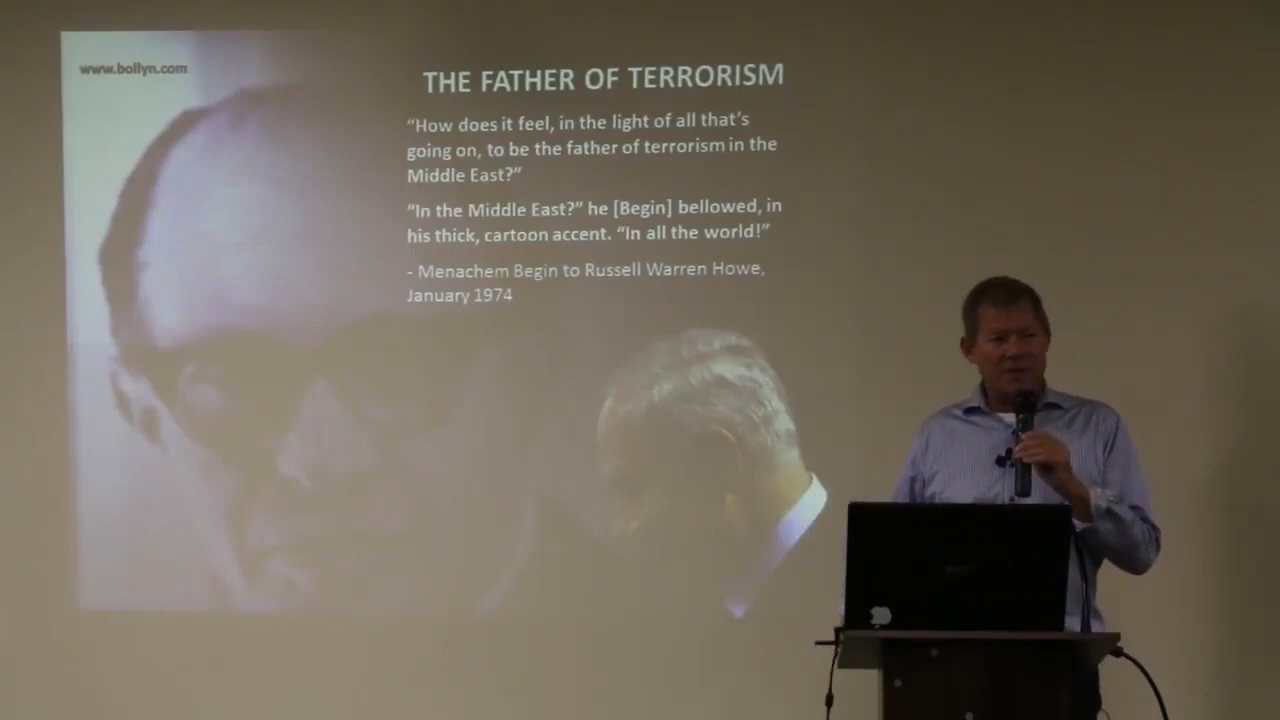 www.bollyn.com
THE FATHER OF TERRORISM
“How does it feel, in the light of all that’s
going on, to be the father of terrorism in the
Middle East?”
“In the Middle East?” he [Begin] bellowed, in
his thick, cartoon accent. “In all the world!”
- Menachem Begin to Russell Warren Howe,
January 1974